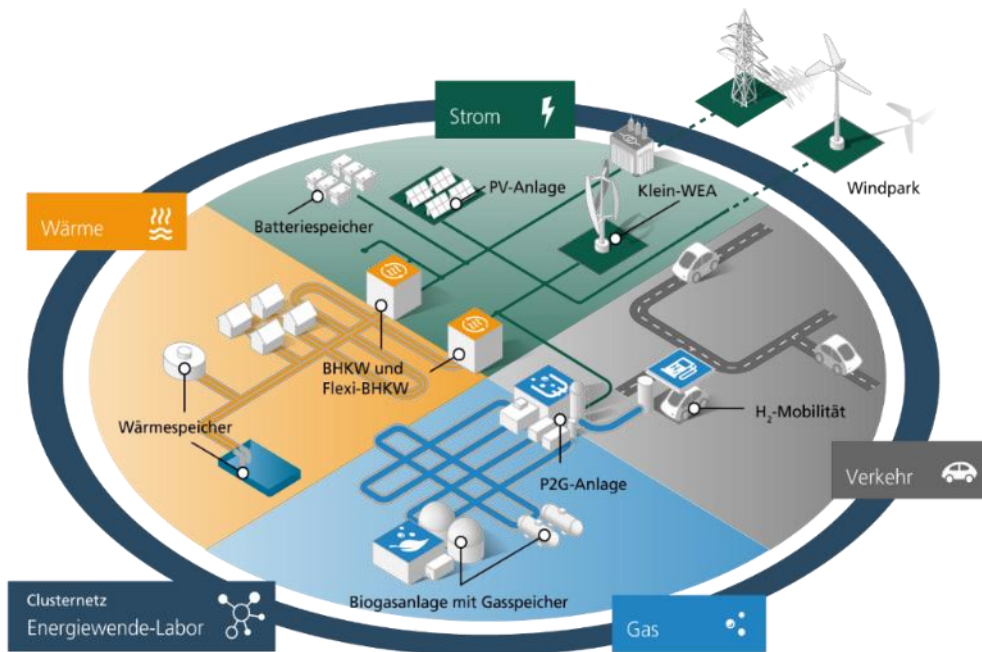 Strom
Windpark
PV-Anlage
Klein-WEA
Batteriespeicher
Wärme
BHKW und
Flexi-BHKW
H₂-Mobilität
Wärmespeicher
Verkehr
P2G-Anlage
Biogasanlage mit Gasspeicher
Clusternetz
Energiewende-Labor
Gas